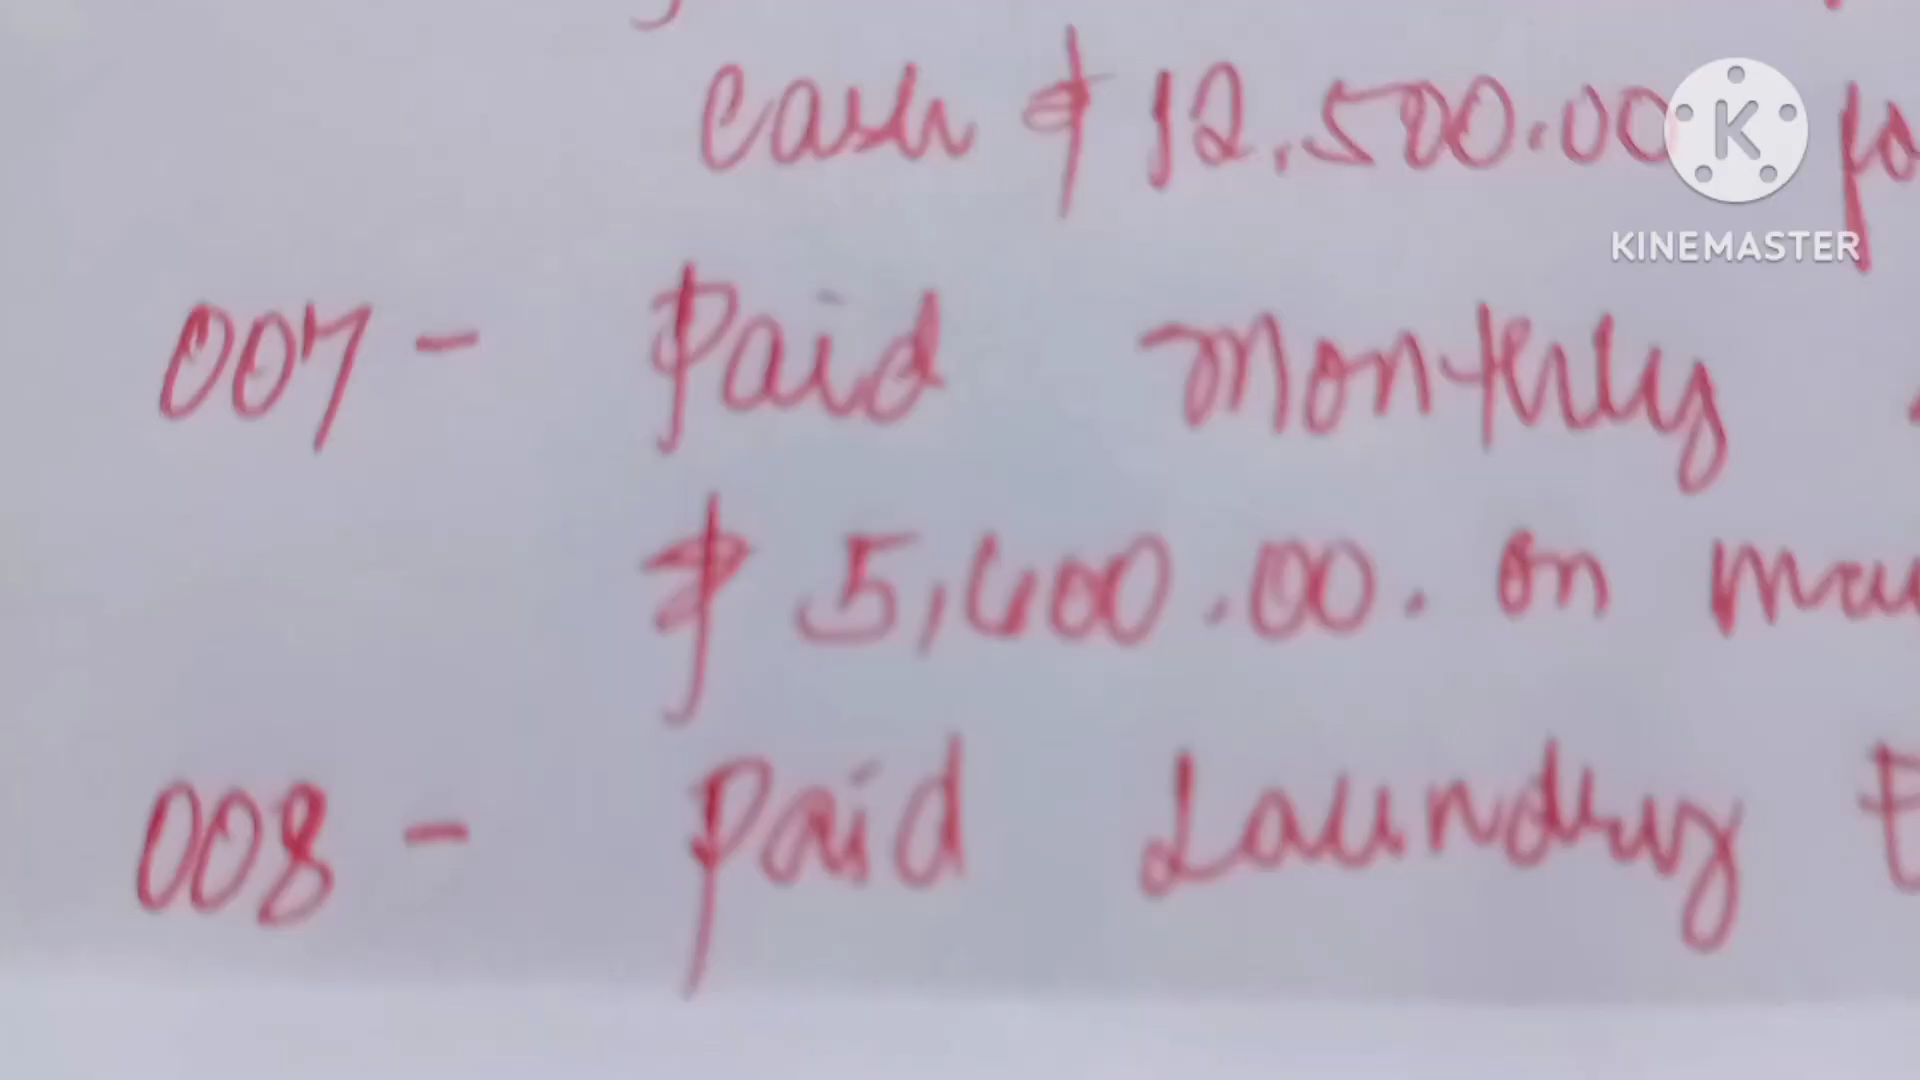 cash $ 12,500.00
K
KINEMASTER
007 - Paid monthly
$ 5,600.00. on
008 - Paid Laundry